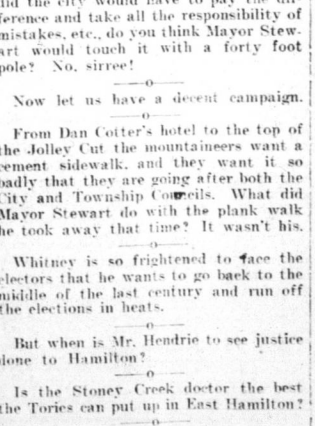 did the city would have to pay the dif-
ference and take all the responsibility of
mistakes, etc., do you think Mayor Stew-
art would touch it with a forty foot
pole? No, sirree!
Now let us have a decent campaign.
From Dan Cotter's hotel to the top of
the Jolley Cut the mountaineers want a
cement sidewalk, and they want it so
badly that they are going after both the
City and Township Councils. What did
Mayor Stewart do with the plank walk
he took away that time? It wasn't his.
Whitney is so frightened to face the
electors that he wants to go back to the
middle of the last century and run off
the elections in heats.
But when is Mr. Hendrie to see justice
done to Hamilton?
Is the Stoney Creek doctor the best
the Tories can put up in East Hamilton?